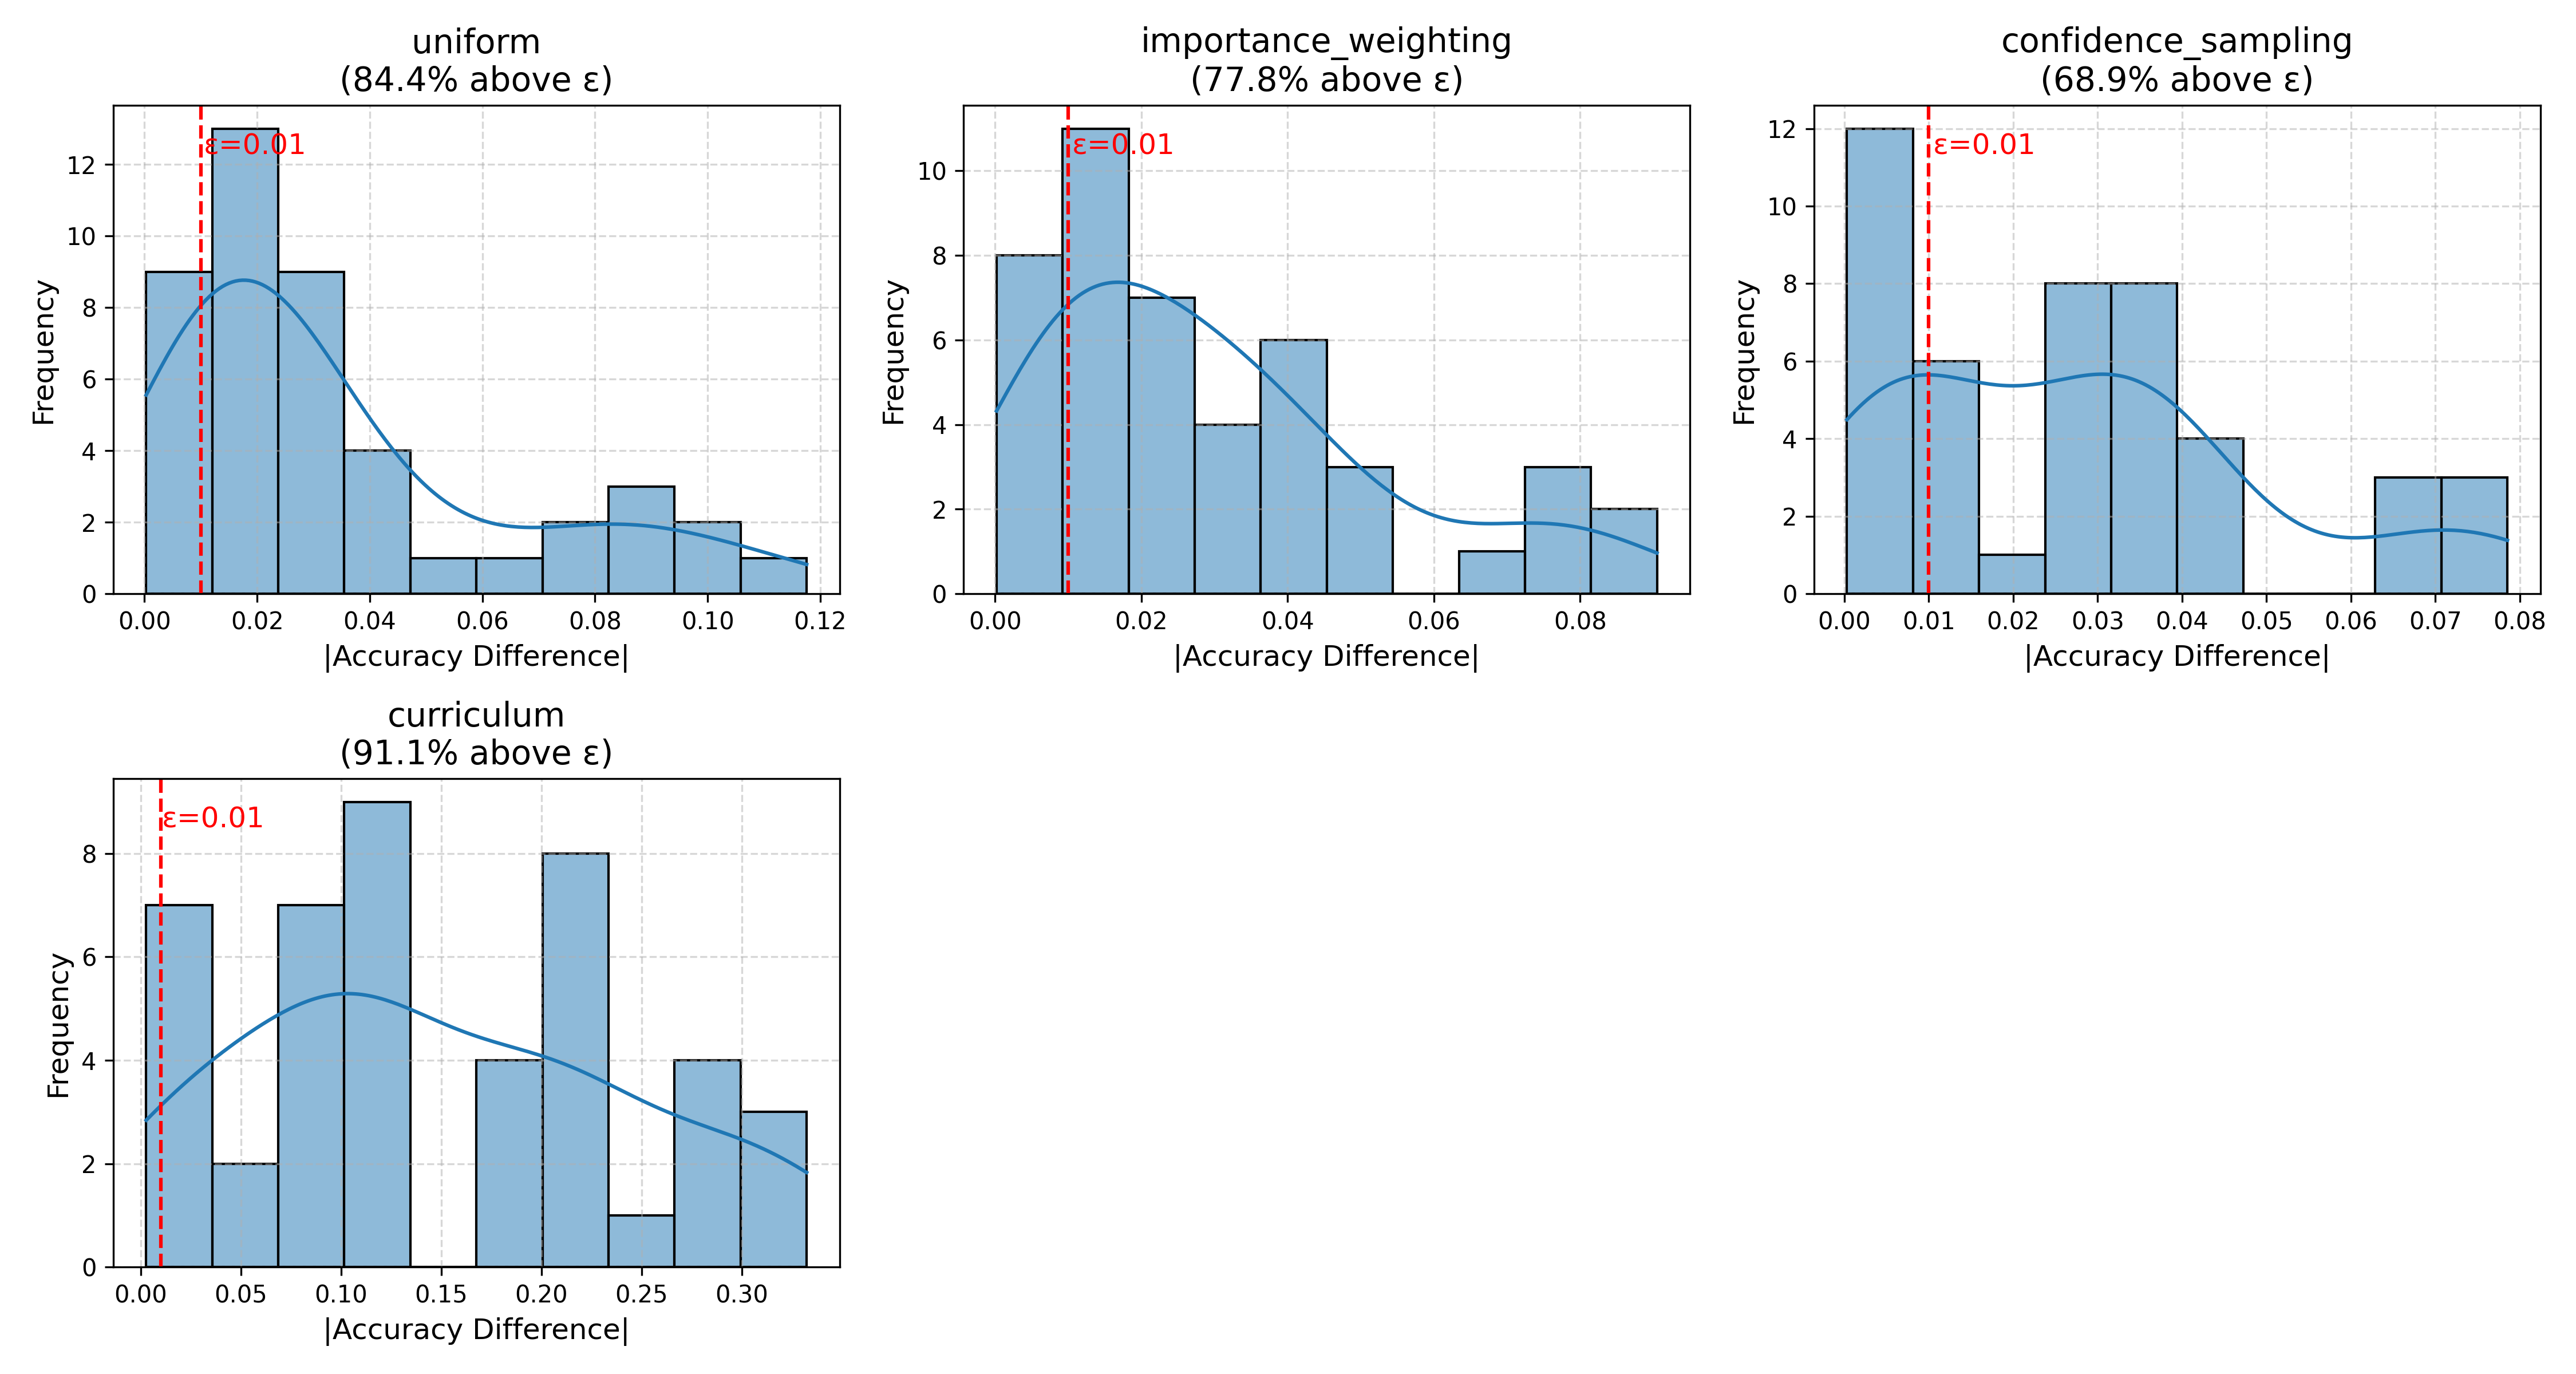 uniform
(84.4% above ε)
Frequency
12
10
8
6
4
2
0
ε=0.01
0.00 0.02 0.04 0.06 0.08 0.10 0.12
|Accuracy Difference|
importance_weighting
(77.8% above ε)
Frequency
10
8
6
4
2
0
ε=0.01
0.00 0.02 0.04 0.06 0.08
|Accuracy Difference|
confidence_sampling
(68.9% above ε)
Frequency
12
10
8
6
4
2
0
ε=0.01
0.00 0.01 0.02 0.03 0.04 0.05 0.06 0.07 0.08
|Accuracy Difference|
curriculum
(91.1% above ε)
Frequency
8
6
4
2
0
ε=0.01
0.00 0.05 0.10 0.15 0.20 0.25 0.30
|Accuracy Difference|